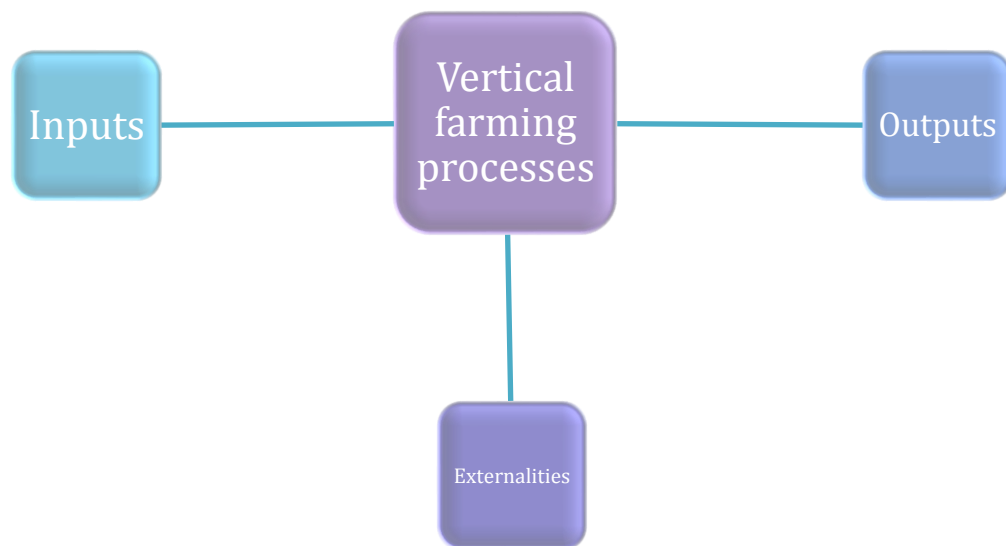 Inputs
Vertical
farming
processes
Outputs
Externalities